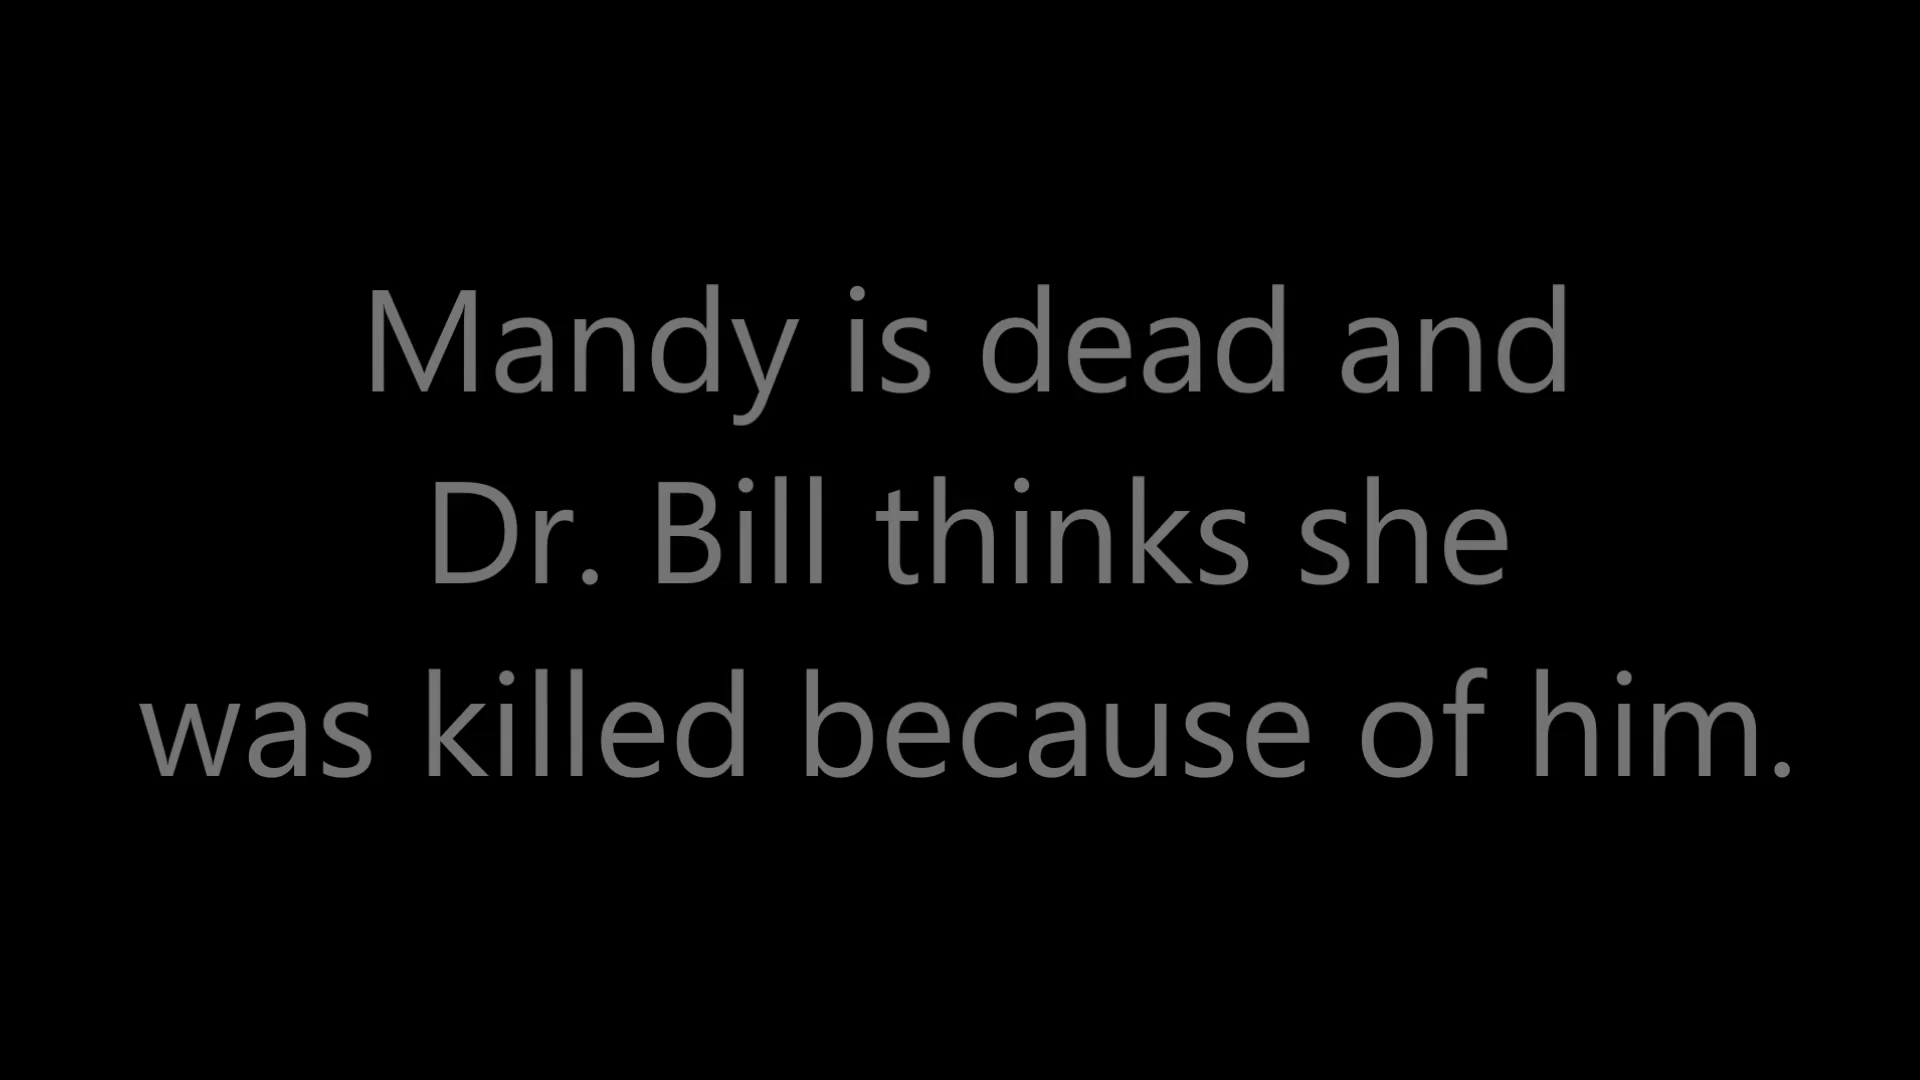 Mandy is dead and
Dr. Bill thinks she
was killed because of him.